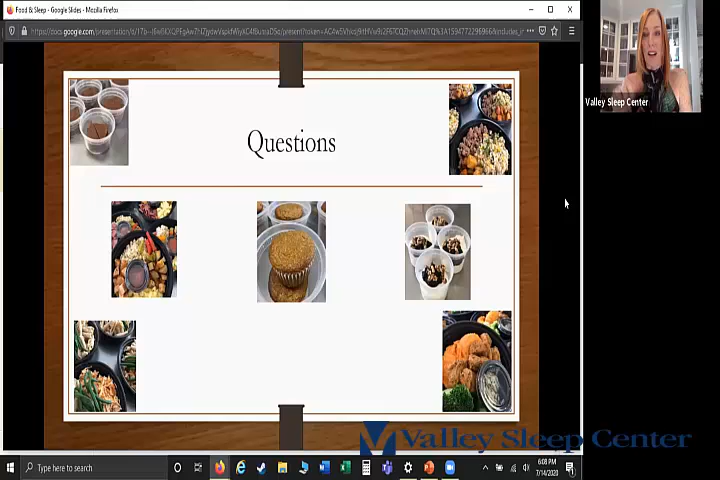 Food & Sleep - Google Slides - Mozilla Firefox
Valley Sleep Center
Questions
Valley Sleep Center
Type here to search
6:08 PM
7/14/2020